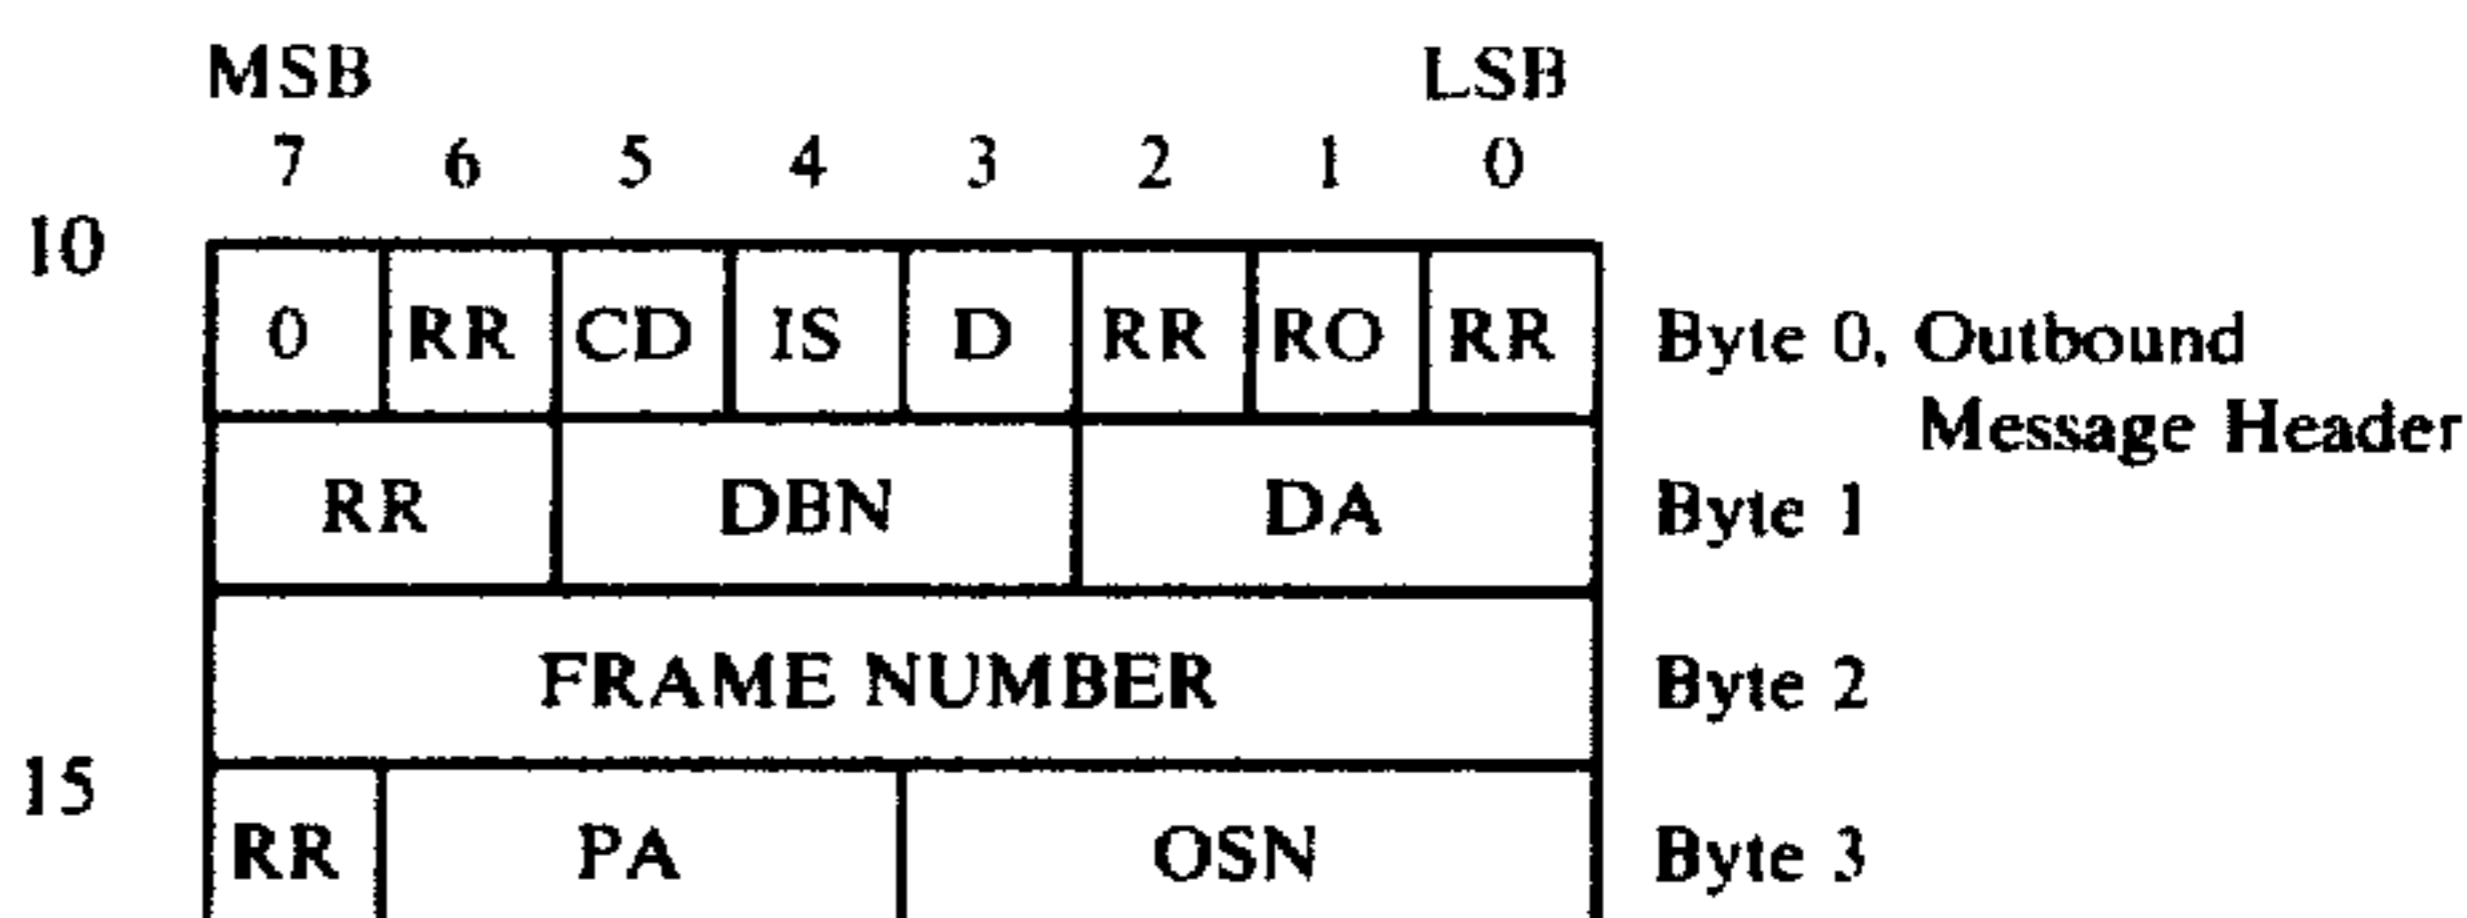 MSB LSB
7 6 5 4 3 2 1 0
10
0 RR CD IS D RR RO RR Byte 0, Outbound
Message Header
RR DBN DA Byte 1
FRAME NUMBER Byte 2
15
RR PA OSN Byte 3